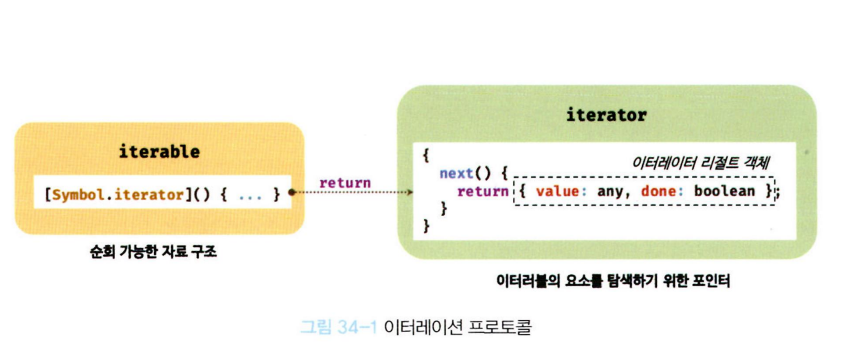 iterable
[Symbol.iterator]() { ... }
순회 가능한 자료 구조
return
iterator
이터레이터 리절트 객체
{
next() {
return { value: any, done: boolean };
}
}
이터러블의 요소를 탐색하기 위한 포인터
그림 34-1 이터레이션 프로토콜